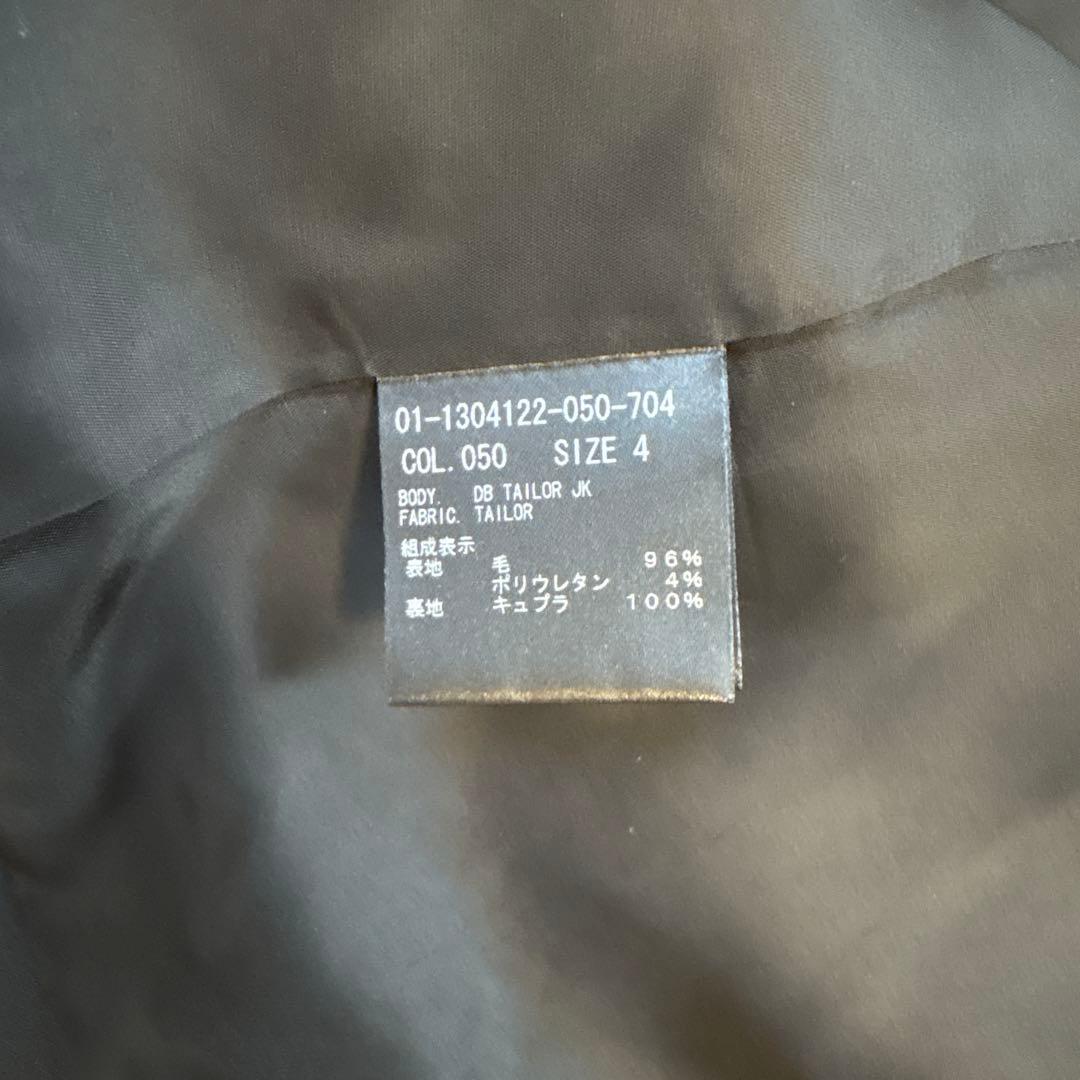 01-1304122-050-704
COL.050 SIZE 4
BODY. DB TAILOR JK
FABRIC. TAILOR
組成表示
表地 毛 96%
ポリウレタン 4%
裏地 キュプラ 100%